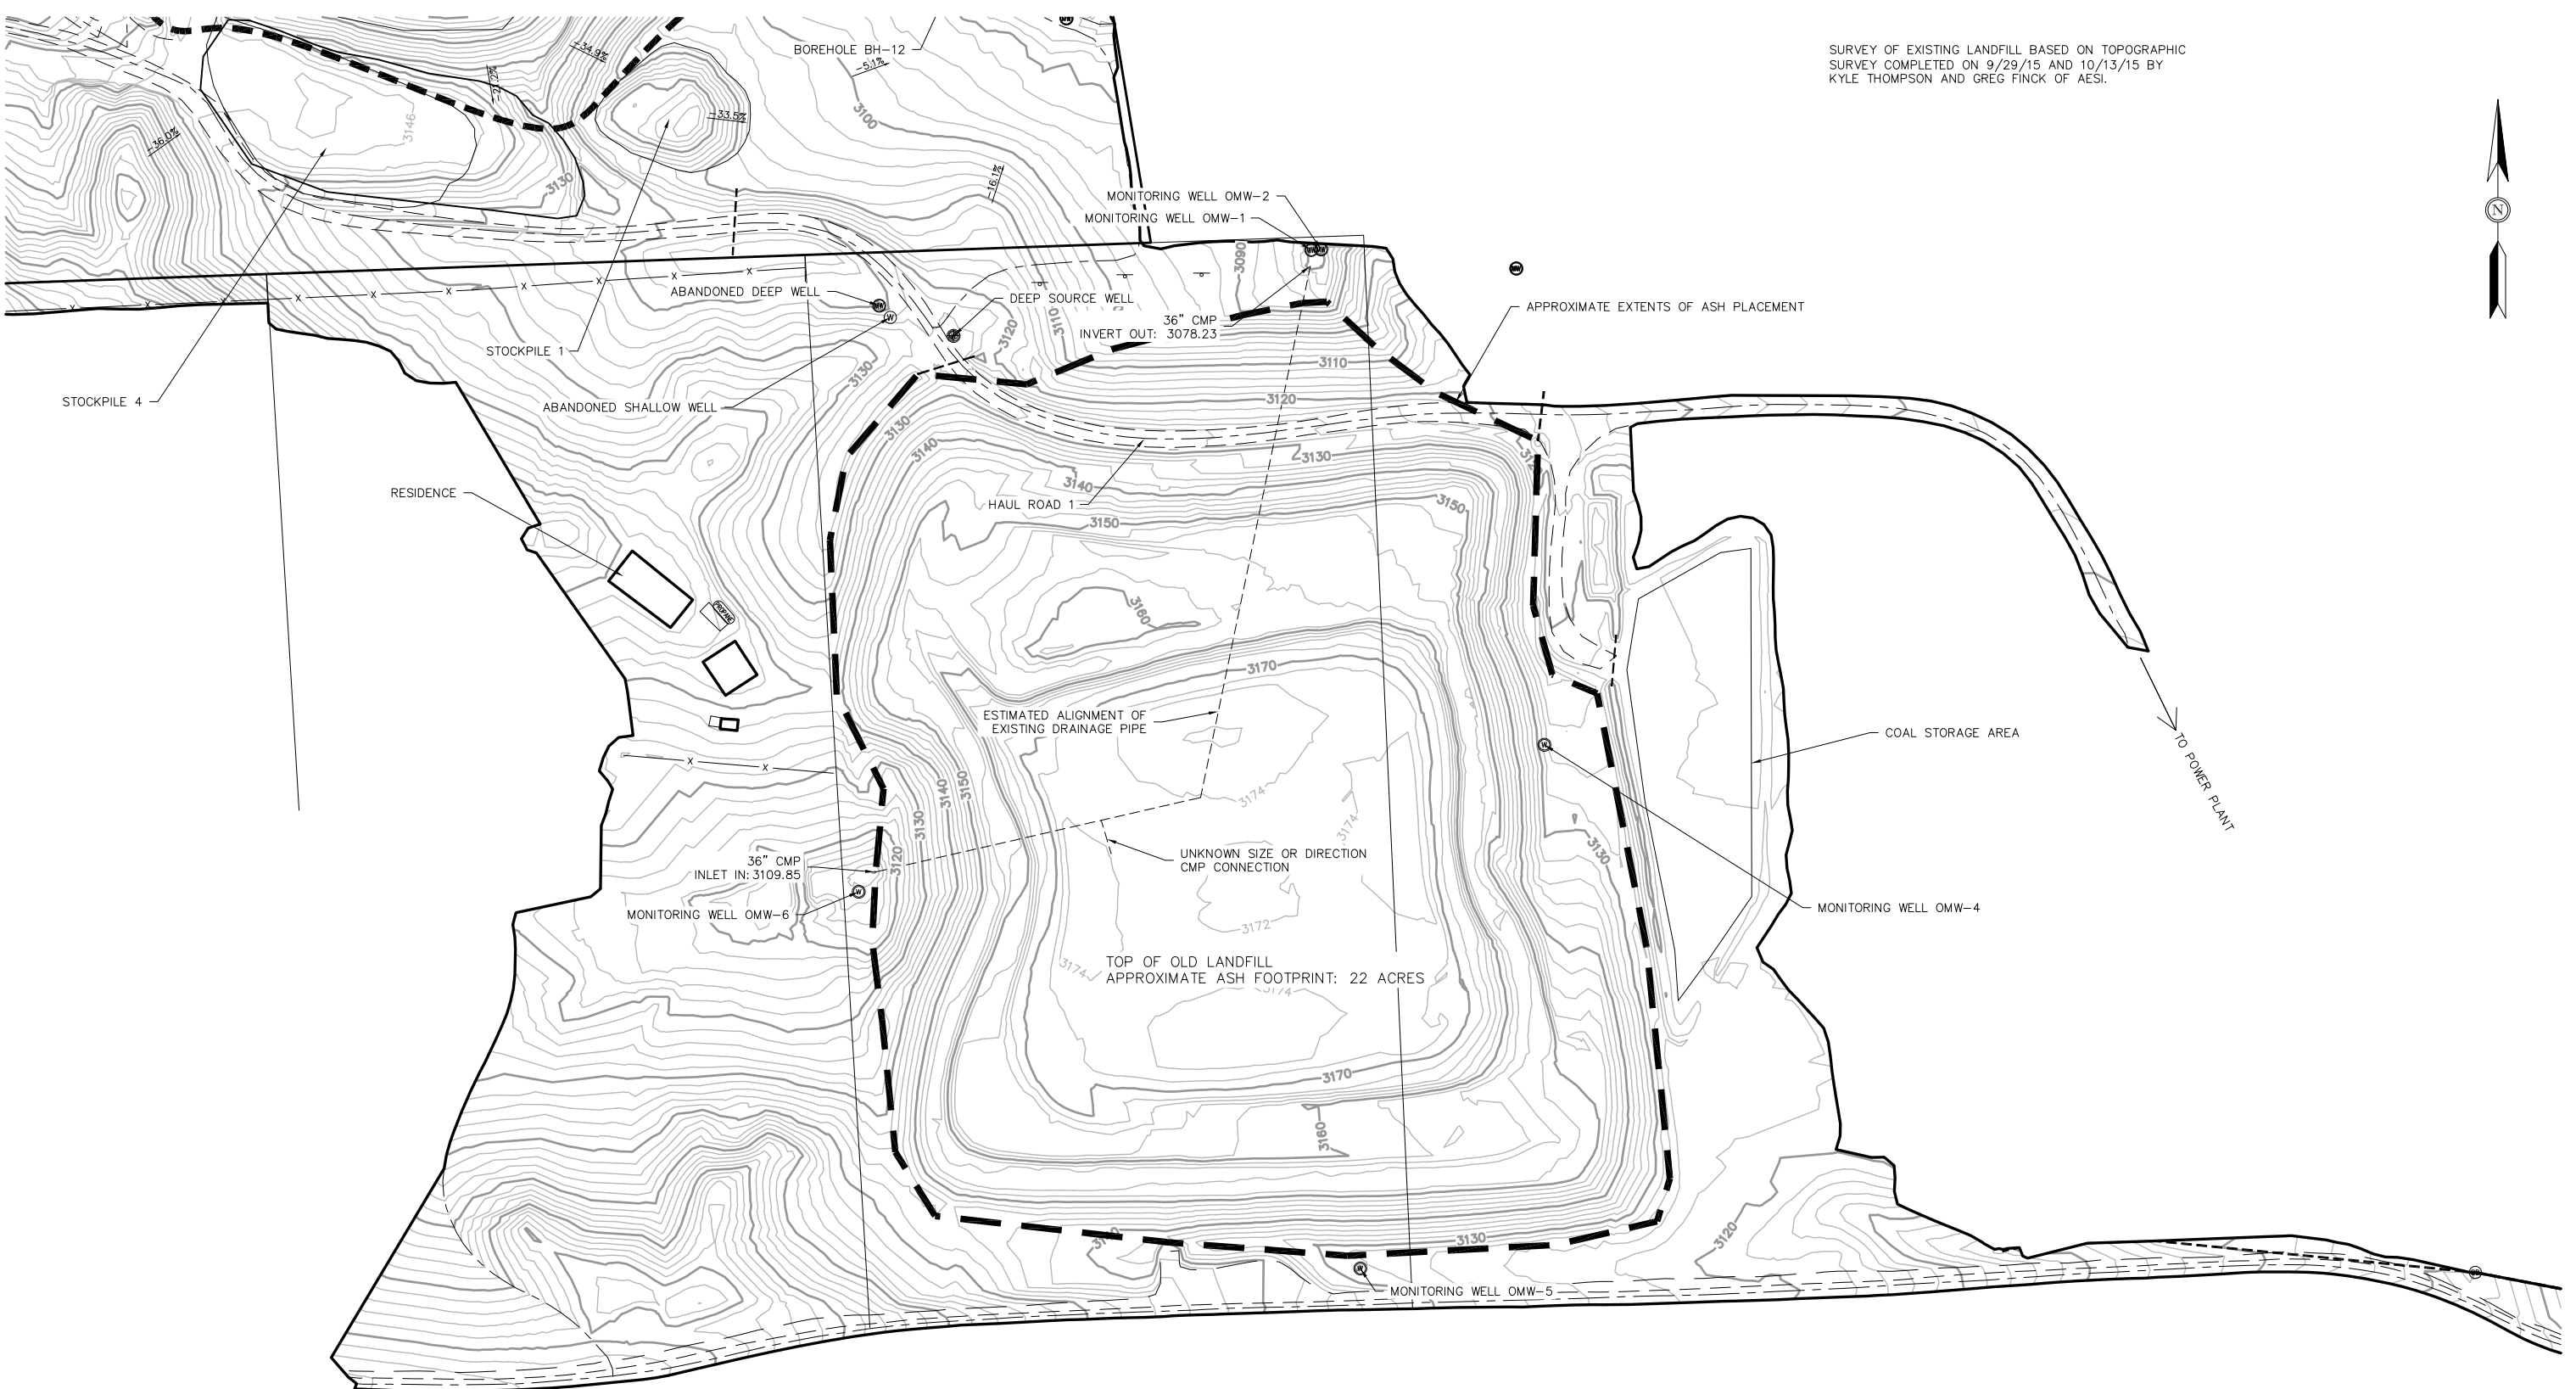 SURVEY OF EXISTING LANDFILL BASED ON TOPOGRAPHIC
SURVEY COMPLETED ON 9/29/15 AND 10/13/15 BY
KYLE THOMPSON AND GREG FINCK OF AESI.
N
BOREHOLE BH-12
-34.9%
-5.1%
-33.5%
-36.0%
-16.1%
3146
3100
3130
MONITORING WELL OMW-2
MONITORING WELL OMW-1
3090
ABANDONED DEEP WELL
DEEP SOURCE WELL
36" CMP
INVERT OUT: 3078.23
3110
3120
APPROXIMATE EXTENTS OF ASH PLACEMENT
STOCKPILE 1
STOCKPILE 4
ABANDONED SHALLOW WELL
3130
3110
3120
3130
3140
3130
3140
3150
3150
HAUL ROAD 1
RESIDENCE
PROPANE
3160
3170
ESTIMATED ALIGNMENT OF
EXISTING DRAINAGE PIPE
COAL STORAGE AREA
TO POWER PLANT
3140
3150
3130
3120
3174
3174
3130
UNKNOWN SIZE OR DIRECTION
CMP CONNECTION
36" CMP
INLET IN: 3109.85
MONITORING WELL OMW-6
MONITORING WELL OMW-4
3172
3174
TOP OF OLD LANDFILL
APPROXIMATE ASH FOOTPRINT: 22 ACRES
3174
3170
3160
3130
3120
MONITORING WELL OMW-5